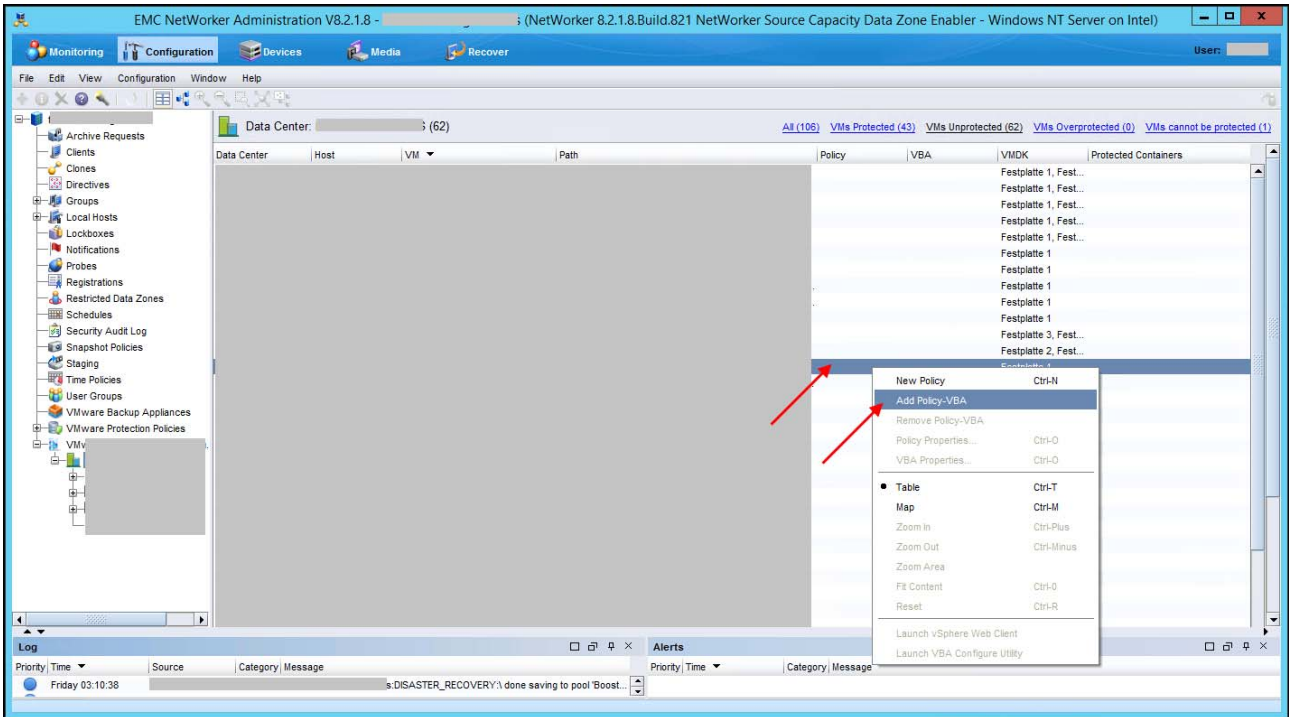 EMC NetWorker Administration V8.2.1.8 - (NetWorker 8.2.1.8.Build.821 NetWorker Source Capacity Data Zone Enabler - Windows NT Server on Intel)
Monitoring Configuration Devices Media Recover User:
File Edit View Configuration Window Help
Data Center: (62) All (106) VMs Protected (43) VMs Unprotected (62) VMs Overprotected (0) VMs cannot be protected (1)
Archive Requests
Clients
Clones
Directives
Groups
Local Hosts
Lockboxes
Notifications
Probes
Registrations
Restricted Data Zones
Schedules
Security Audit Log
Snapshot Policies
Staging
Time Policies
User Groups
VMware Backup Appliances
VMware Protection Policies
Data Center Host VM Path Policy VBA VMDK Protected Containers
Festplatte 1, Fest...
Festplatte 1, Fest...
Festplatte 1, Fest...
Festplatte 1, Fest...
Festplatte 1, Fest...
Festplatte 1
Festplatte 1
Festplatte 1
Festplatte 1
Festplatte 1
Festplatte 3, Fest...
Festplatte 2, Fest...
Festplatte 1
New Policy Ctrl-N
Add Policy-VBA
Remove Policy-VBA
Policy Properties... Ctrl-O
VBA Properties... Ctrl-O
Table Ctrl-T
Map Ctrl-M
Zoom In Ctrl-Plus
Zoom Out Ctrl-Minus
Zoom Area
Fit Content Ctrl-0
Reset Ctrl-R
Launch vSphere Web Client
Launch VBA Configure Utility
Log
Priority Time Source Category Message
Friday 03:10:38 s:DISASTER_RECOVERY:\ done saving to pool 'Boost...
Alerts
Priority Time Category Message